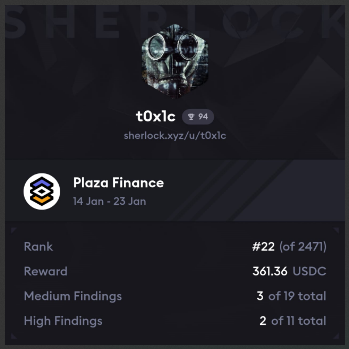 SHERLOCK
t0x1c 94
sherlock.xyz/u/t0x1c
Plaza Finance
14 Jan - 23 Jan
Rank #22 (of 2471)
Reward 361.36 USDC
Medium Findings 3 of 19 total
High Findings 2 of 11 total